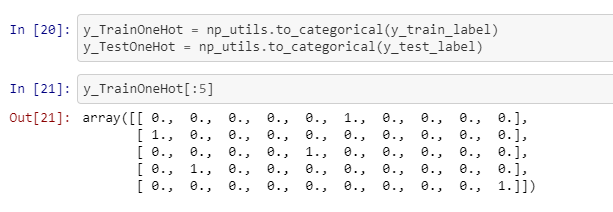 In [20]: y_TrainOneHot = np_utils.to_categorical(y_train_label)
y_TestOneHot = np_utils.to_categorical(y_test_label)
In [21]: y_TrainOneHot[:5]
Out[21]: array([[ 0., 0., 0., 0., 0., 1., 0., 0., 0., 0.],
[ 1., 0., 0., 0., 0., 0., 0., 0., 0., 0.],
[ 0., 0., 0., 0., 1., 0., 0., 0., 0., 0.],
[ 0., 1., 0., 0., 0., 0., 0., 0., 0., 0.],
[ 0., 0., 0., 0., 0., 0., 0., 0., 0., 1.]])